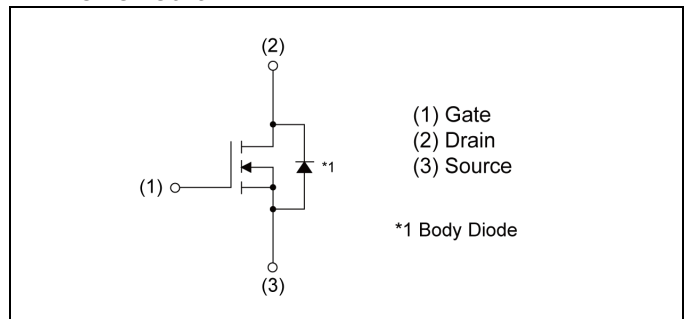 (2)
(1) Gate
(2) Drain
(3) Source
*1
(1)
*1 Body Diode
(3)